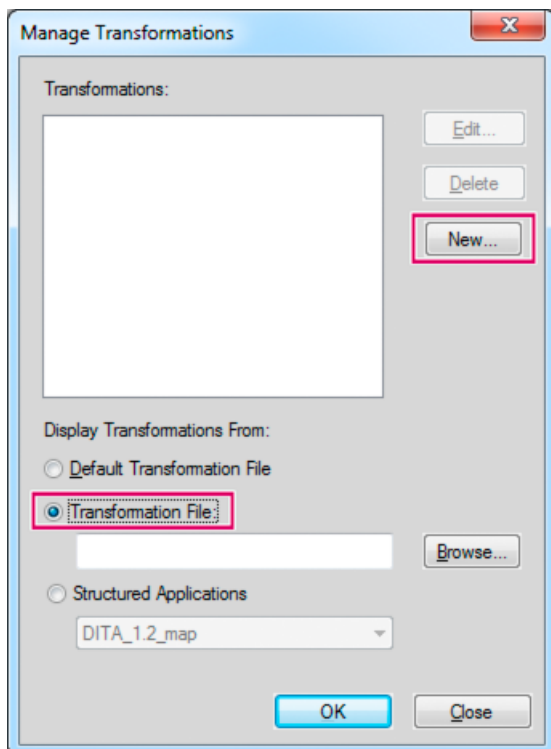 Manage Transformations
Transformations:
Edit...
Delete
New...
Display Transformations From:
Default Transformation File
Transformation File:
Browse...
Structured Applications
DITA_1.2_map
OK
Close